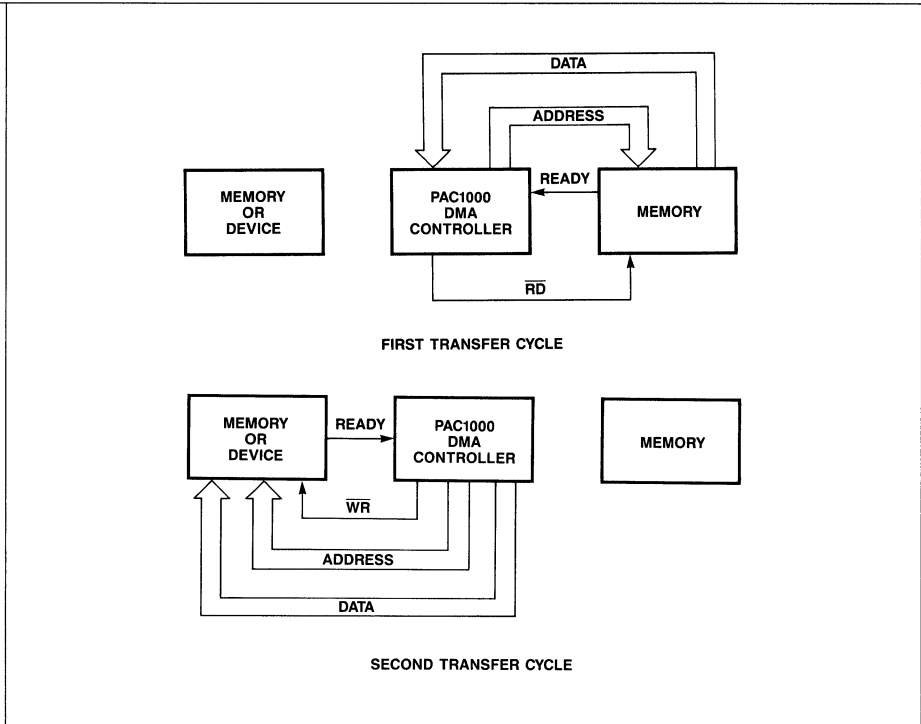 DATA
ADDRESS
MEMORY
OR
DEVICE
PAC1000
DMA
CONTROLLER
READY
MEMORY
RD
FIRST TRANSFER CYCLE
MEMORY
OR
DEVICE
READY
PAC1000
DMA
CONTROLLER
MEMORY
WR
ADDRESS
DATA
SECOND TRANSFER CYCLE